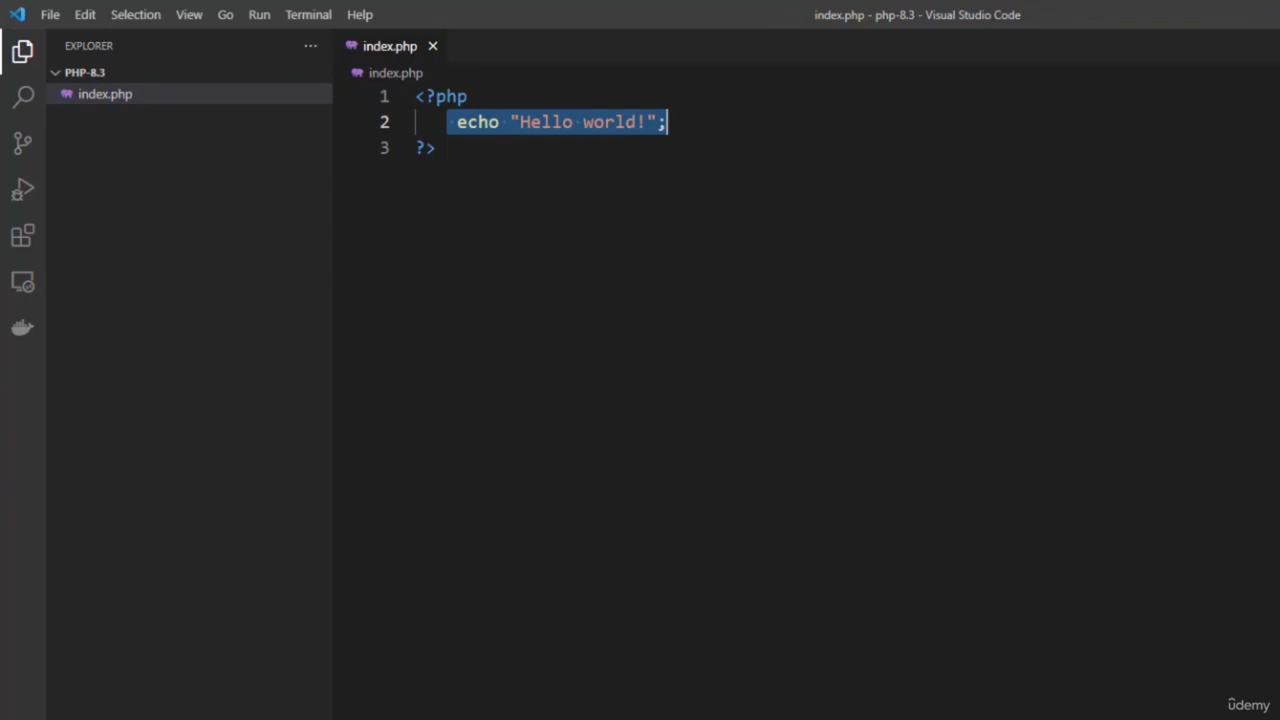 File Edit Selection View Go Run Terminal Help
index.php - php-8.3 - Visual Studio Code
EXPLORER
PHP-8.3
index.php
index.php
index.php
1 <?php
2 echo "Hello world!";
3 ?>
ûdemy